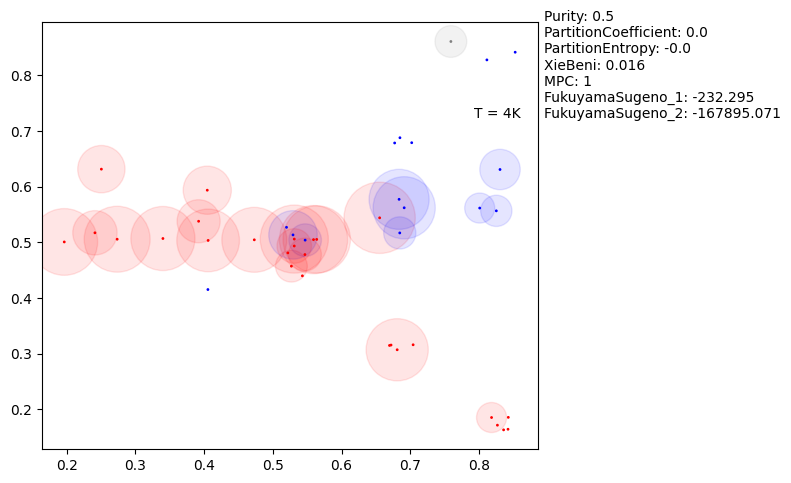 Purity: 0.5
PartitionCoefficient: 0.0
PartitionEntropy: -0.0
XieBeni: 0.016
MPC: 1
FukuyamaSugeno_1: -232.295
FukuyamaSugeno_2: -167895.071
T = 4K
0.8
0.7
0.6
0.5
0.4
0.3
0.2
0.2 0.3 0.4 0.5 0.6 0.7 0.8